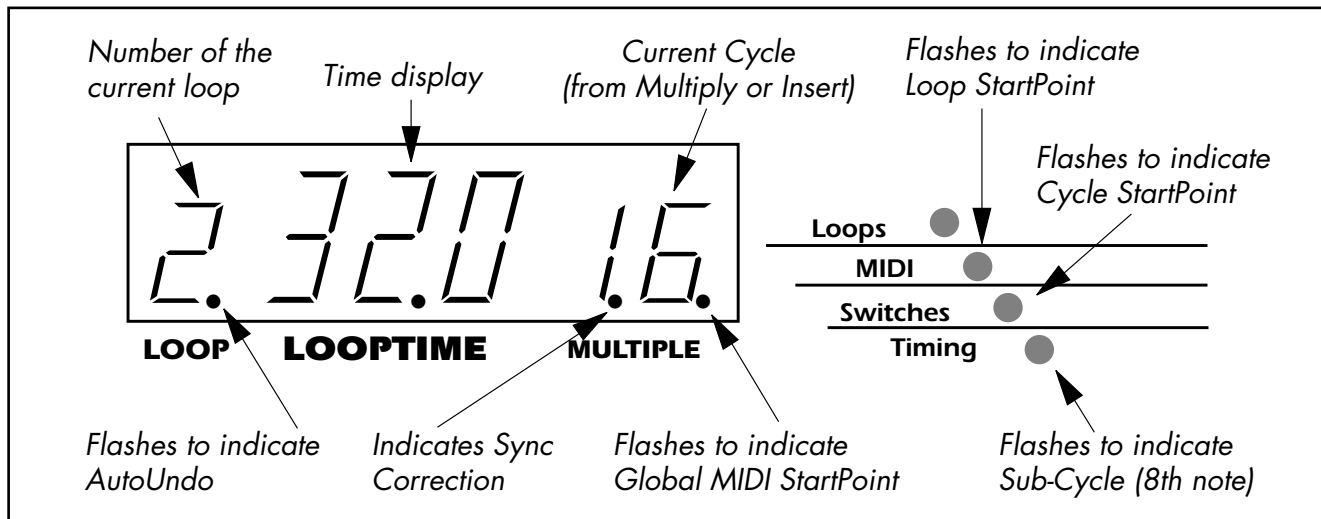 Number of the
current loop
Time display
Current Cycle
(from Multiply or Insert)
Flashes to indicate
Loop StartPoint
Flashes to indicate
Cycle StartPoint
2. 32.0 1.6.
LOOP LOOPTIME MULTIPLE
Loops
MIDI
Switches
Timing
Flashes to indicate
AutoUndo
Indicates Sync
Correction
Flashes to indicate
Global MIDI StartPoint
Flashes to indicate
Sub-Cycle (8th note)